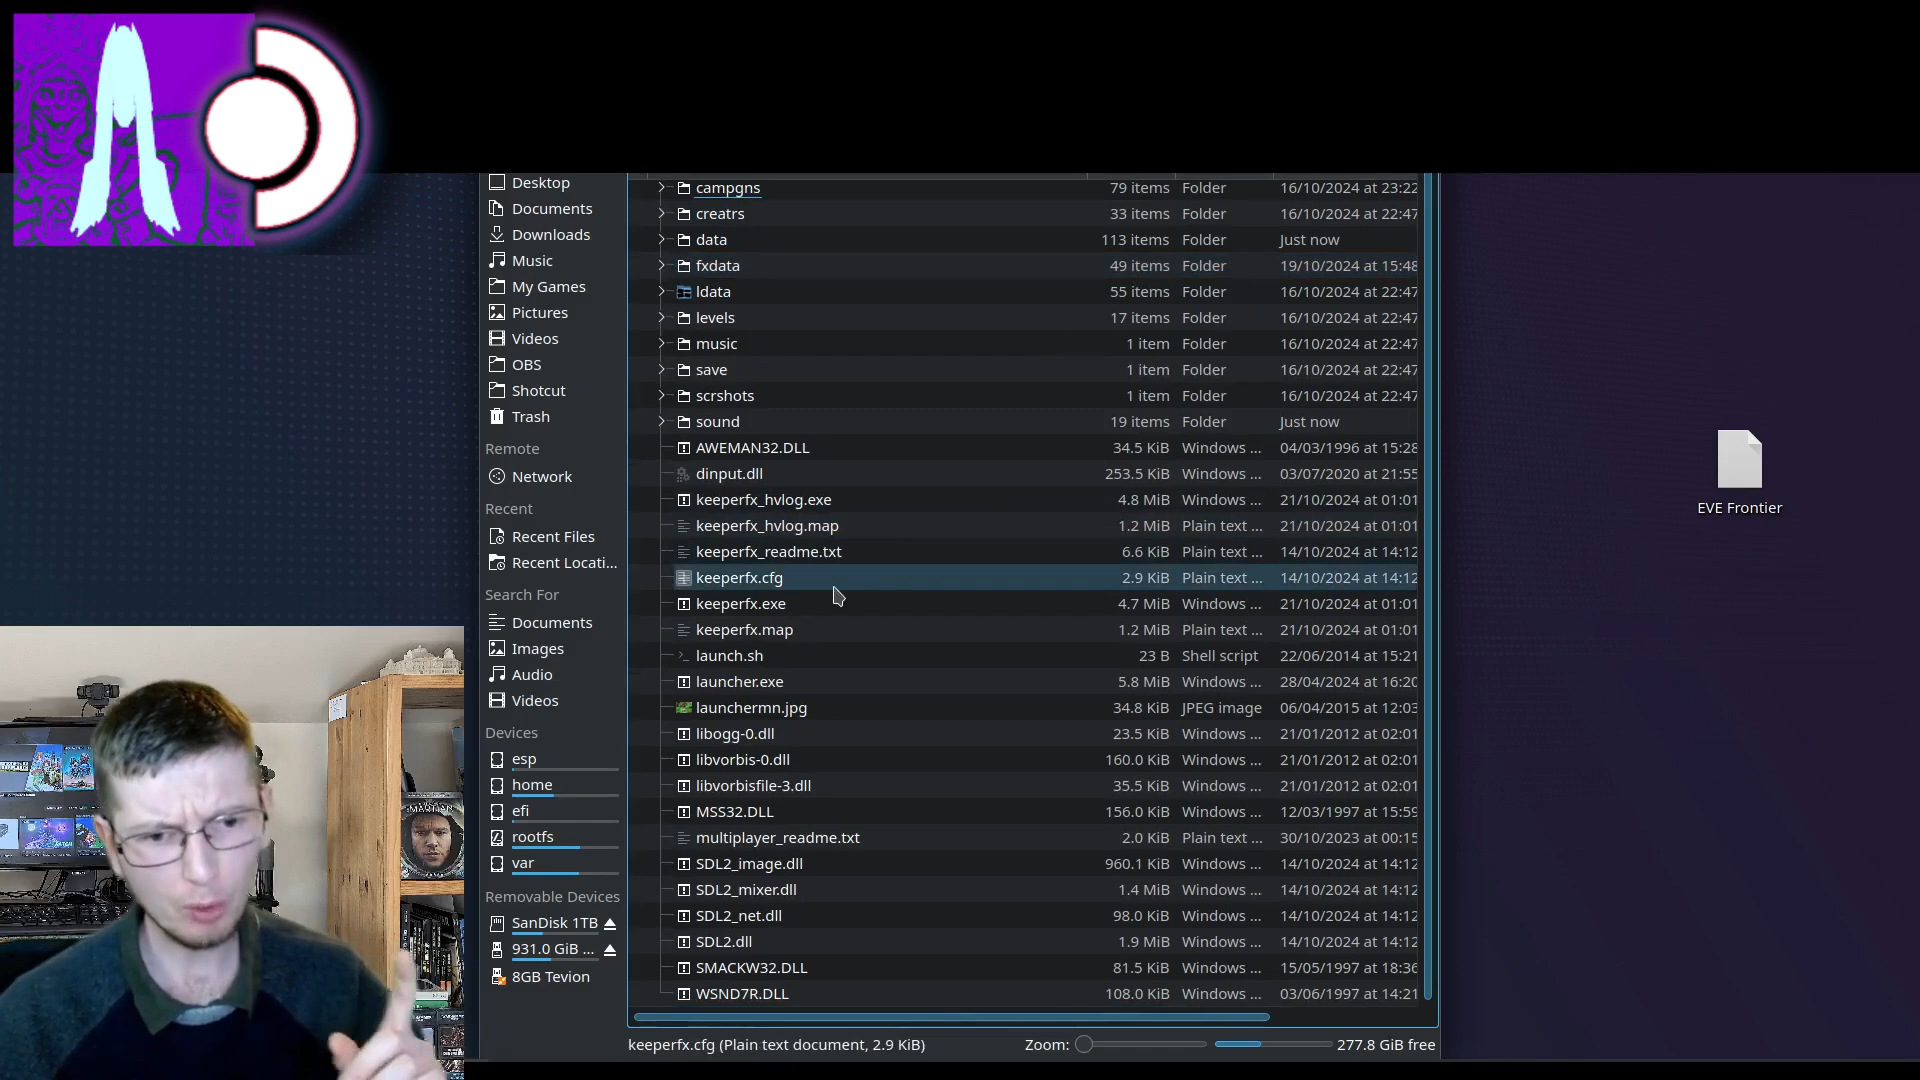 Desktop
Documents
Downloads
Music
My Games
Pictures
Videos
OBS
Shotcut
Trash
Remote
Network
Recent
Recent Files
Recent Locati...
Search For
Documents
Images
Audio
Videos
Devices
esp
home
efi
rootfs
var
Removable Devices
SanDisk 1TB
931.0 GiB ...
8GB Tevion
campgns 79 items Folder 16/10/2024 at 23:22
creatrs 33 items Folder 16/10/2024 at 22:47
data 113 items Folder Just now
fxdata 49 items Folder 19/10/2024 at 15:48
ldata 55 items Folder 16/10/2024 at 22:47
levels 17 items Folder 16/10/2024 at 22:47
music 1 item Folder 16/10/2024 at 22:47
save 1 item Folder 16/10/2024 at 22:47
scrshots 1 item Folder 16/10/2024 at 22:47
sound 19 items Folder Just now
AWEMAN32.DLL 34.5 KiB Windows ... 04/03/1996 at 15:28
dinput.dll 253.5 KiB Windows ... 03/07/2020 at 21:55
keeperfx_hvlog.exe 4.8 MiB Windows ... 21/10/2024 at 01:01
keeperfx_hvlog.map 1.2 MiB Plain text ... 21/10/2024 at 01:01
keeperfx_readme.txt 6.6 KiB Plain text ... 14/10/2024 at 14:12
keeperfx.cfg 2.9 KiB Plain text ... 14/10/2024 at 14:12
keeperfx.exe 4.7 MiB Windows ... 21/10/2024 at 01:01
keeperfx.map 1.2 MiB Plain text ... 21/10/2024 at 01:01
launch.sh 23 B Shell script 22/06/2014 at 15:21
launcher.exe 5.8 MiB Windows ... 28/04/2024 at 16:20
launchermn.jpg 34.8 KiB JPEG image 06/04/2015 at 12:03
libogg-0.dll 23.5 KiB Windows ... 21/01/2012 at 02:01
libvorbis-0.dll 160.0 KiB Windows ... 21/01/2012 at 02:01
libvorbisfile-3.dll 35.5 KiB Windows ... 21/01/2012 at 02:01
MSS32.DLL 156.0 KiB Windows ... 12/03/1997 at 15:59
multiplayer_readme.txt 2.0 KiB Plain text ... 30/10/2023 at 00:15
SDL2_image.dll 960.1 KiB Windows ... 14/10/2024 at 14:12
SDL2_mixer.dll 1.4 MiB Windows ... 14/10/2024 at 14:12
SDL2_net.dll 98.0 KiB Windows ... 14/10/2024 at 14:12
SDL2.dll 1.9 MiB Windows ... 14/10/2024 at 14:12
SMACKW32.DLL 81.5 KiB Windows ... 15/05/1997 at 18:36
WSND7R.DLL 108.0 KiB Windows ... 03/06/1997 at 14:21
keeperfx.cfg (Plain text document, 2.9 KiB) Zoom: 277.8 GiB free
EVE Frontier
MARTIAN